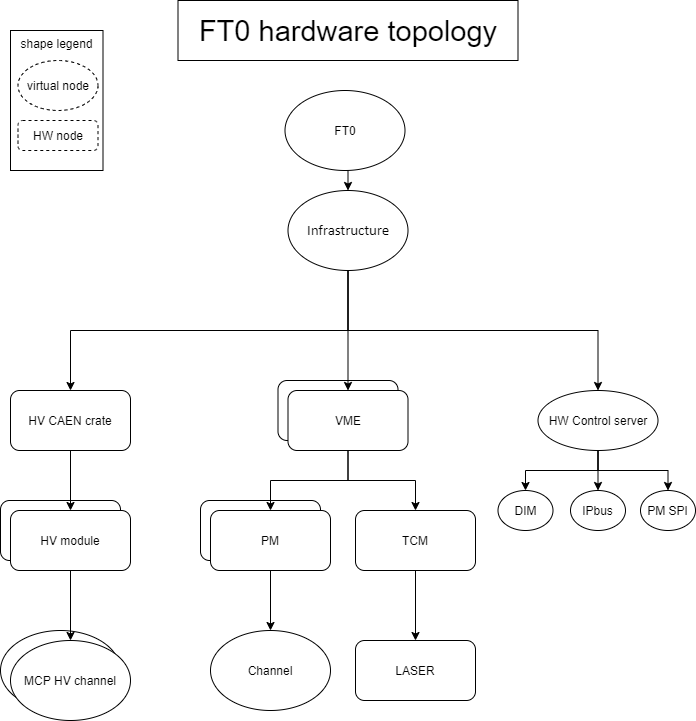 FT0 hardware topology
shape legend
virtual node
HW node
FT0
Infrastructure
HV CAEN crate
VME
HW Control server
DIM
IPbus
PM SPI
HV module
PM
TCM
MCP HV channel
Channel
LASER